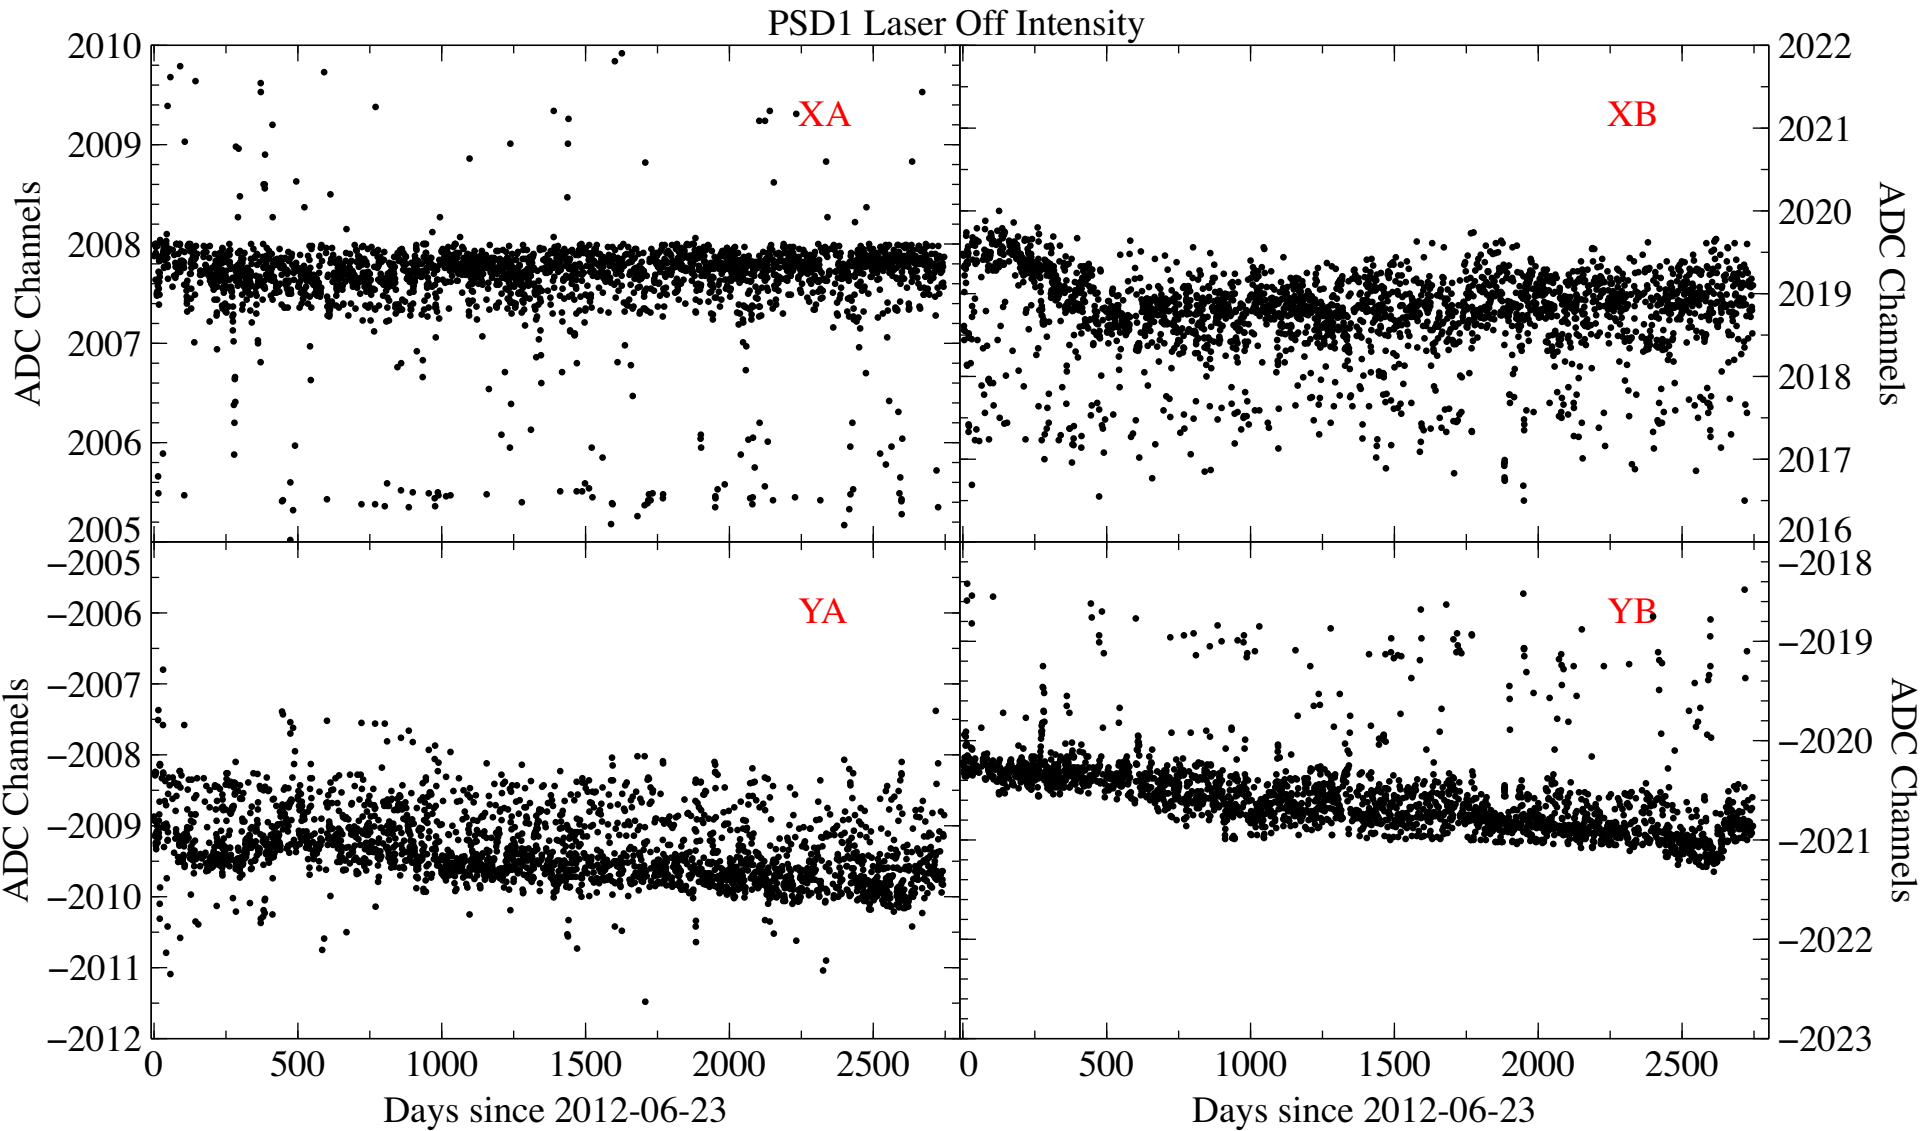 PSD1 Laser Off Intensity
2010
2009
2008
2007
2006
2005
ADC Channels
XA
2022
2021
2020
2019
2018
2017
2016
ADC Channels
XB
−2005
−2006
−2007
−2008
−2009
−2010
−2011
−2012
ADC Channels
YA
−2018
−2019
−2020
−2021
−2022
−2023
ADC Channels
YB
0 500 1000 1500 2000 2500
0 500 1000 1500 2000 2500
Days since 2012-06-23
Days since 2012-06-23